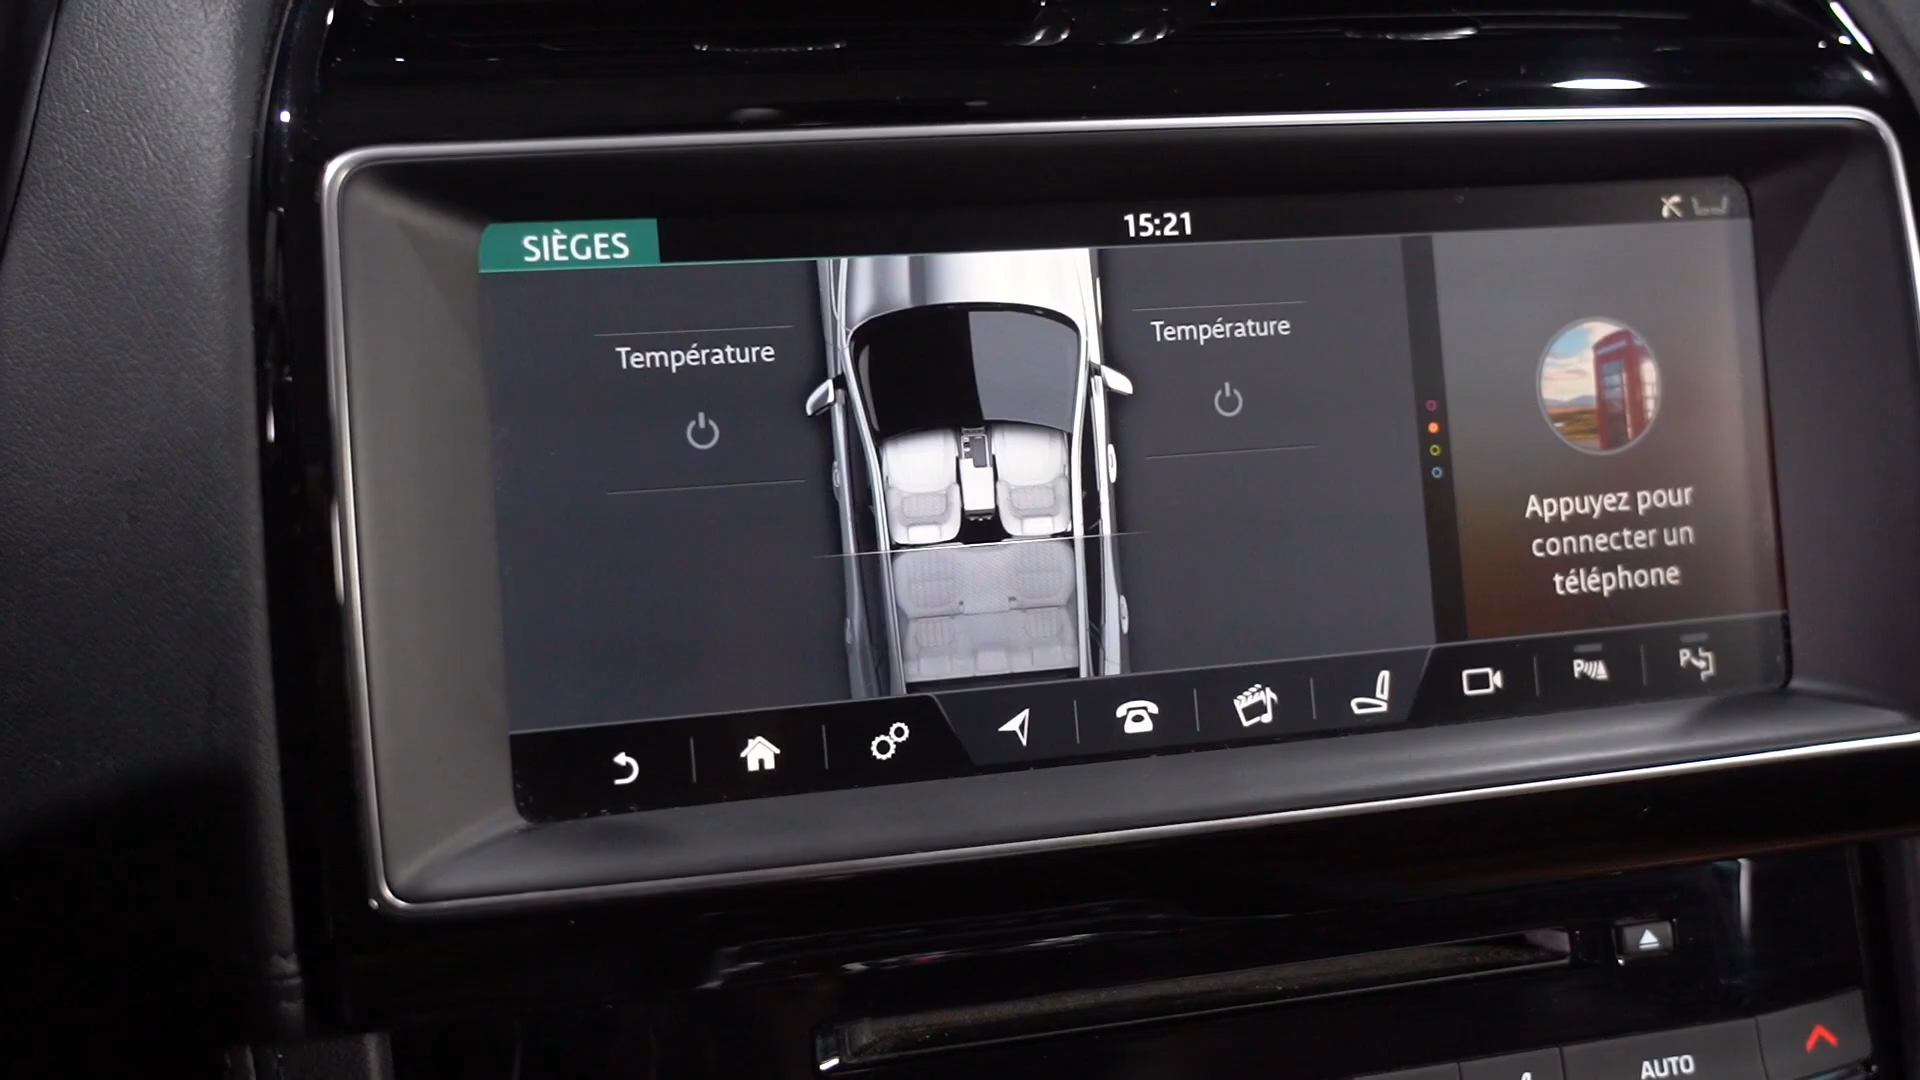 SIÈGES
15:21
Température
Température
Appuyez pour
connecter un
téléphone
P
P
AUTO